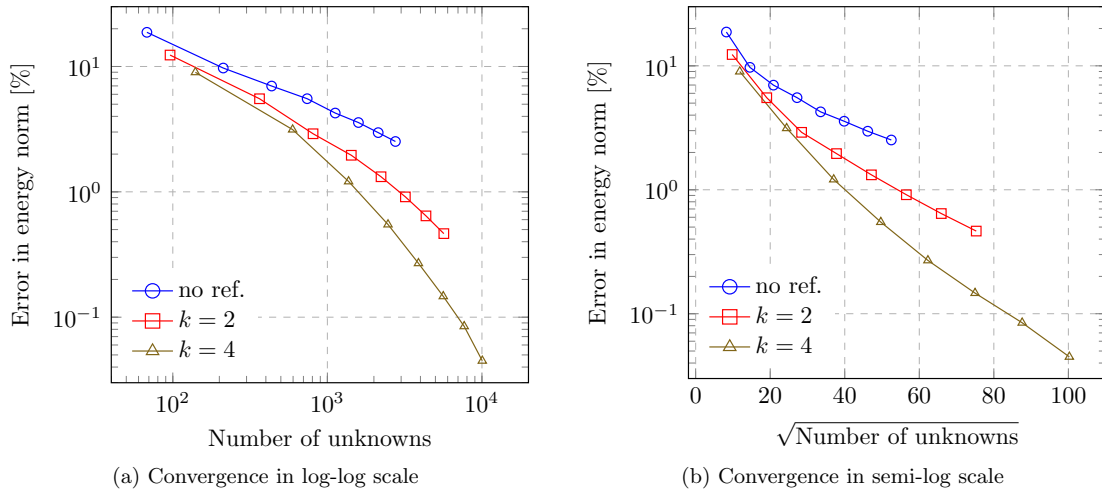 Error in energy norm [%]
10^1
10^0
10^−1
no ref.
k = 2
k = 4
10^2 10^3 10^4
Number of unknowns
(a) Convergence in log-log scale
Error in energy norm [%]
10^1
10^0
10^−1
no ref.
k = 2
k = 4
0 20 40 60 80 100
√Number of unknowns
(b) Convergence in semi-log scale